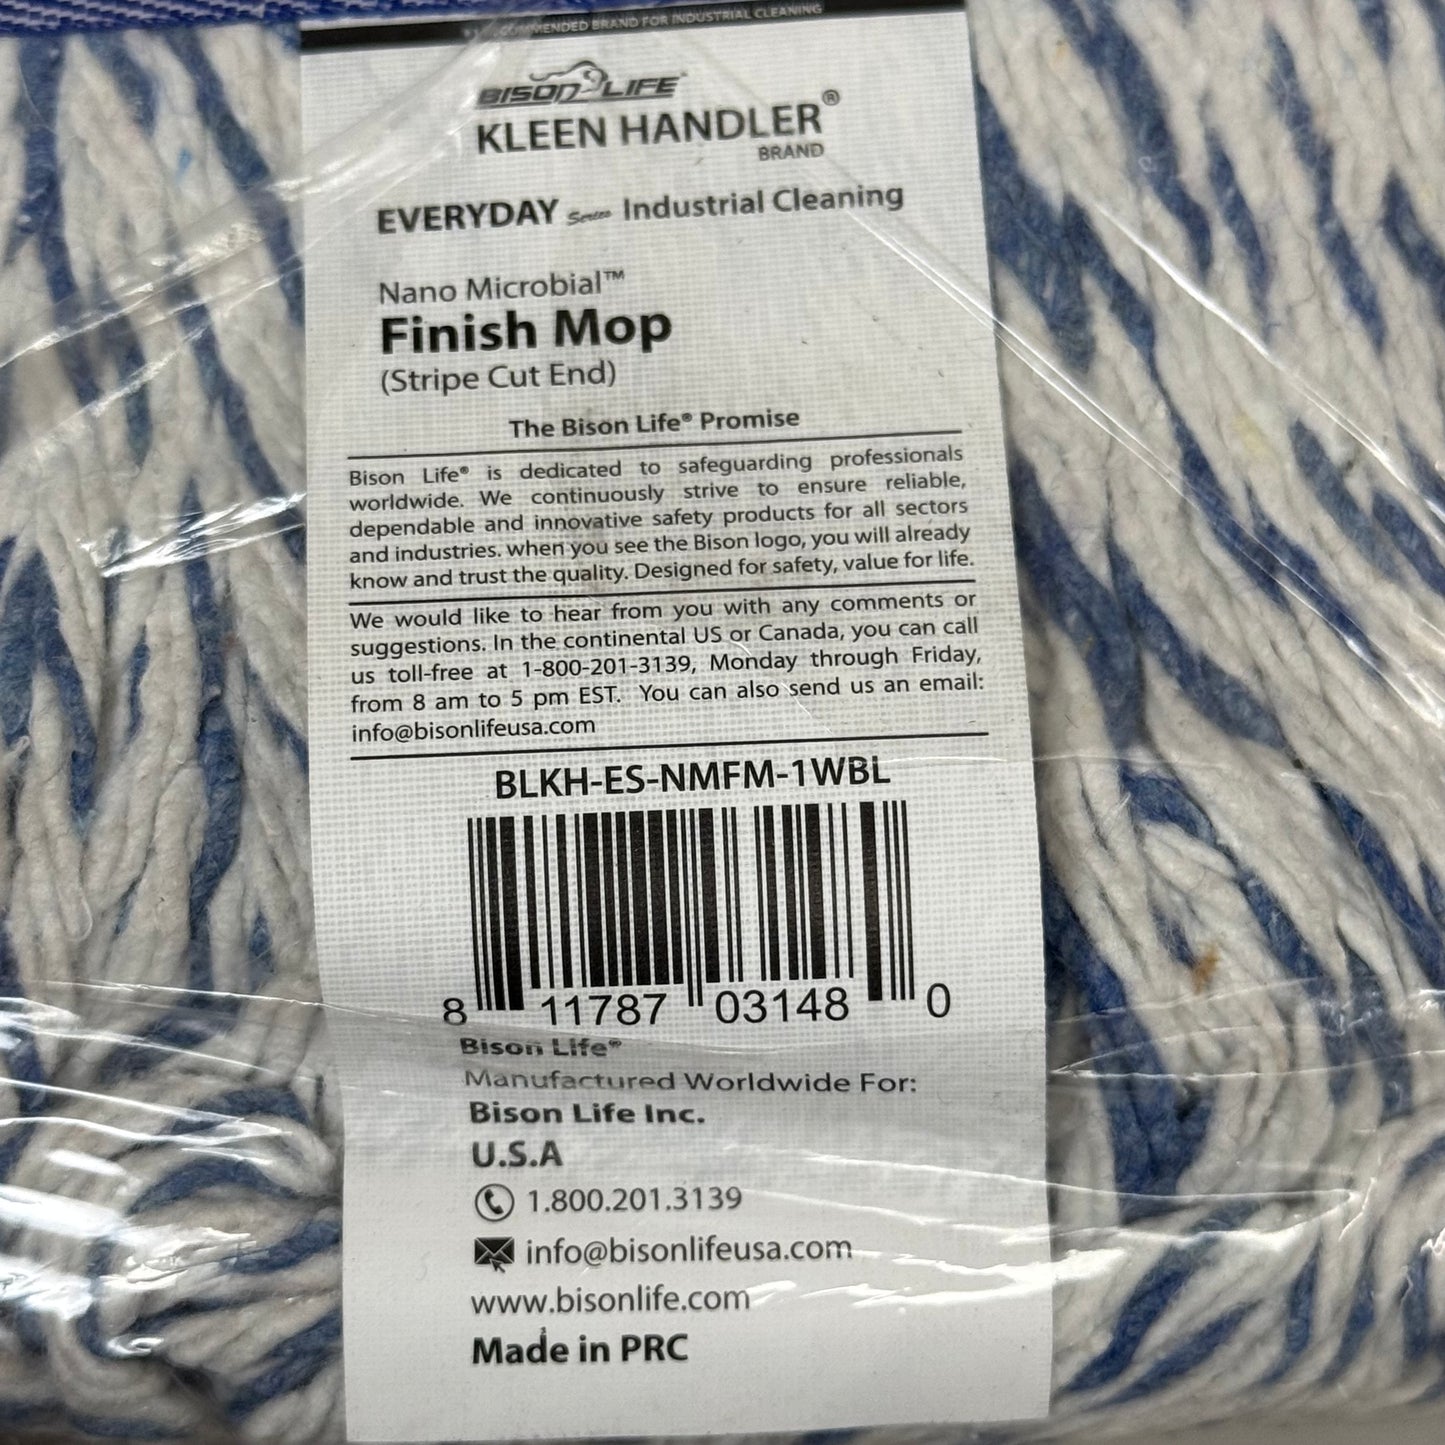 RECOMMENDED BRAND FOR INDUSTRIAL CLEANING
BISON LIFE
KLEEN HANDLER®
BRAND
EVERYDAY Series Industrial Cleaning
Nano Microbial™
Finish Mop
(Stripe Cut End)
The Bison Life® Promise
Bison Life® is dedicated to safeguarding professionals
worldwide. We continuously strive to ensure reliable,
dependable and innovative safety products for all sectors
and industries. when you see the Bison logo, you will already
know and trust the quality. Designed for safety, value for life.
We would like to hear from you with any comments or
suggestions. In the continental US or Canada, you can call
us toll-free at 1-800-201-3139, Monday through Friday,
from 8 am to 5 pm EST. You can also send us an email:
info@bisonlifeusa.com
BLKH-ES-NMFM-1WBL
8 11787 03148 0
Bison Life®
Manufactured Worldwide For:
Bison Life Inc.
U.S.A
1.800.201.3139
info@bisonlifeusa.com
www.bisonlife.com
Made in PRC